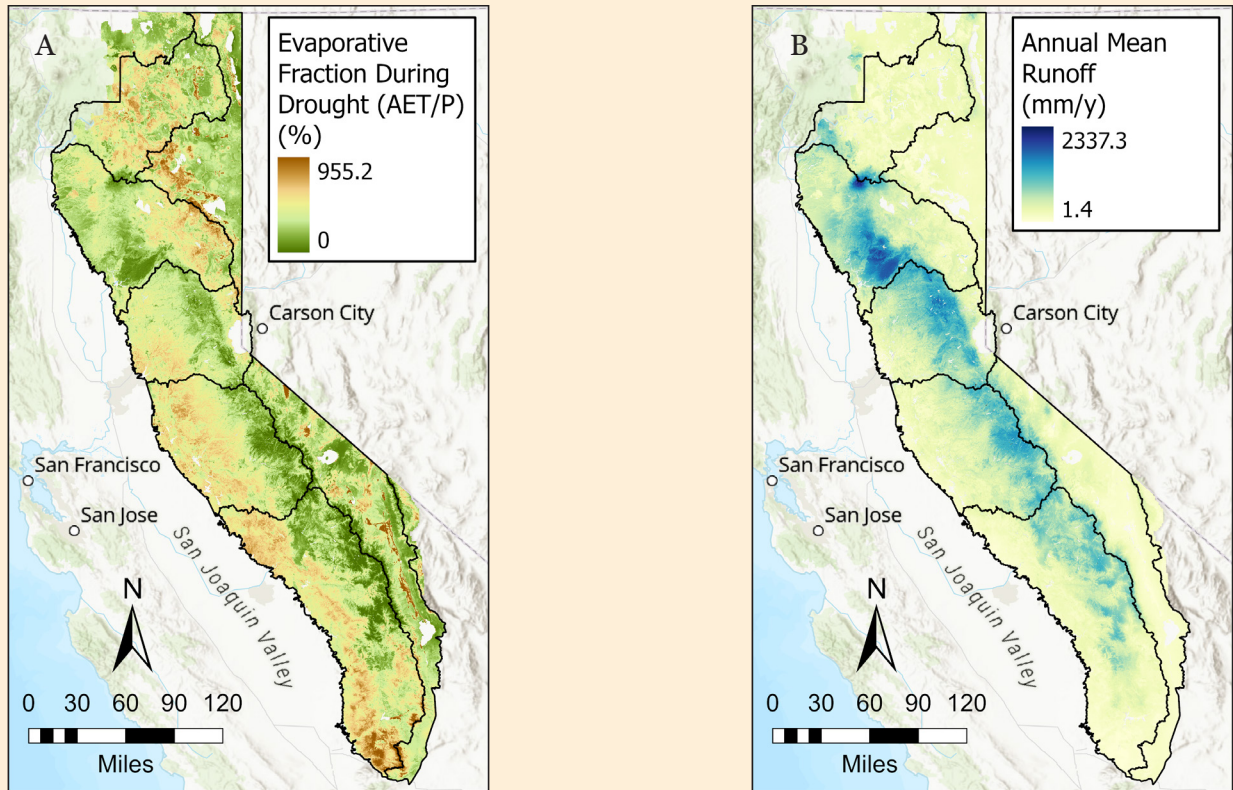 A
Evaporative
Fraction During
Drought (AET/P)
(%)
955.2
0
Carson City
San Francisco
San Jose
San Joaquin Valley
N
0 30 60 90 120
Miles
B
Annual Mean
Runoff
(mm/y)
2337.3
1.4
Carson City
San Francisco
San Jose
San Joaquin Valley
N
0 30 60 90 120
Miles